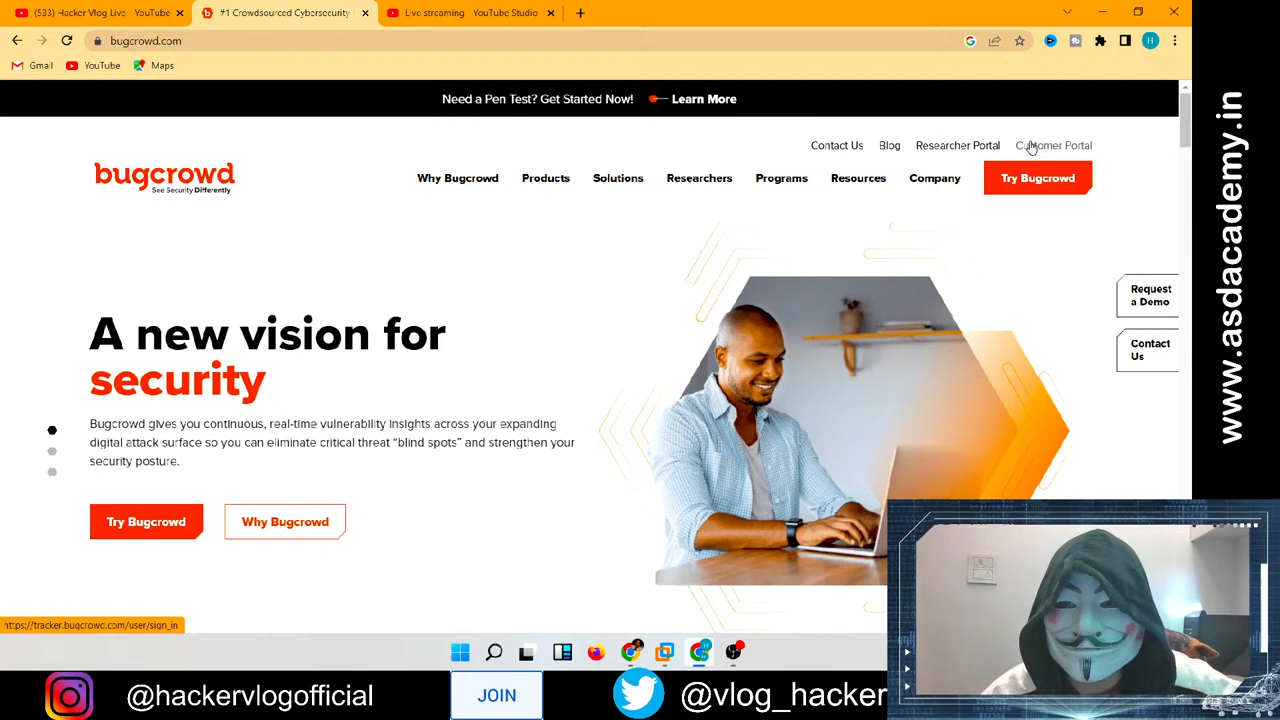 (533) Hacker Vlog Live - YouTube
#1 Crowdsourced Cybersecurity
Live streaming - YouTube Studio
bugcrowd.com
Gmail
YouTube
Maps
Need a Pen Test? Get Started Now!
Learn More
Contact Us
Blog
Researcher Portal
Customer Portal
bugcrowd
See Security Differently
Why Bugcrowd
Products
Solutions
Researchers
Programs
Resources
Company
Try Bugcrowd
A new vision for
security
Bugcrowd gives you continuous, real-time vulnerability insights across your expanding
digital attack surface so you can eliminate critical threat “blind spots” and strengthen your
security posture.
Try Bugcrowd
Why Bugcrowd
Request
a Demo
Contact
Us
https://tracker.bugcrowd.com/user/sign_in
@hackervlogofficial
JOIN
@vlog_hacker
www.asdacademy.in
H